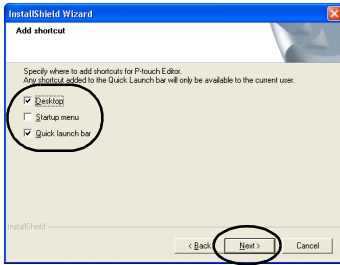 InstallShield Wizard
Add shortcut
Specify where to add shortcuts for P-touch Editor.
Any shortcut added to the Quick Launch bar will only be available to the current user.
Desktop
Startup menu
Quick launch bar
InstallShield
< Back
Next >
Cancel